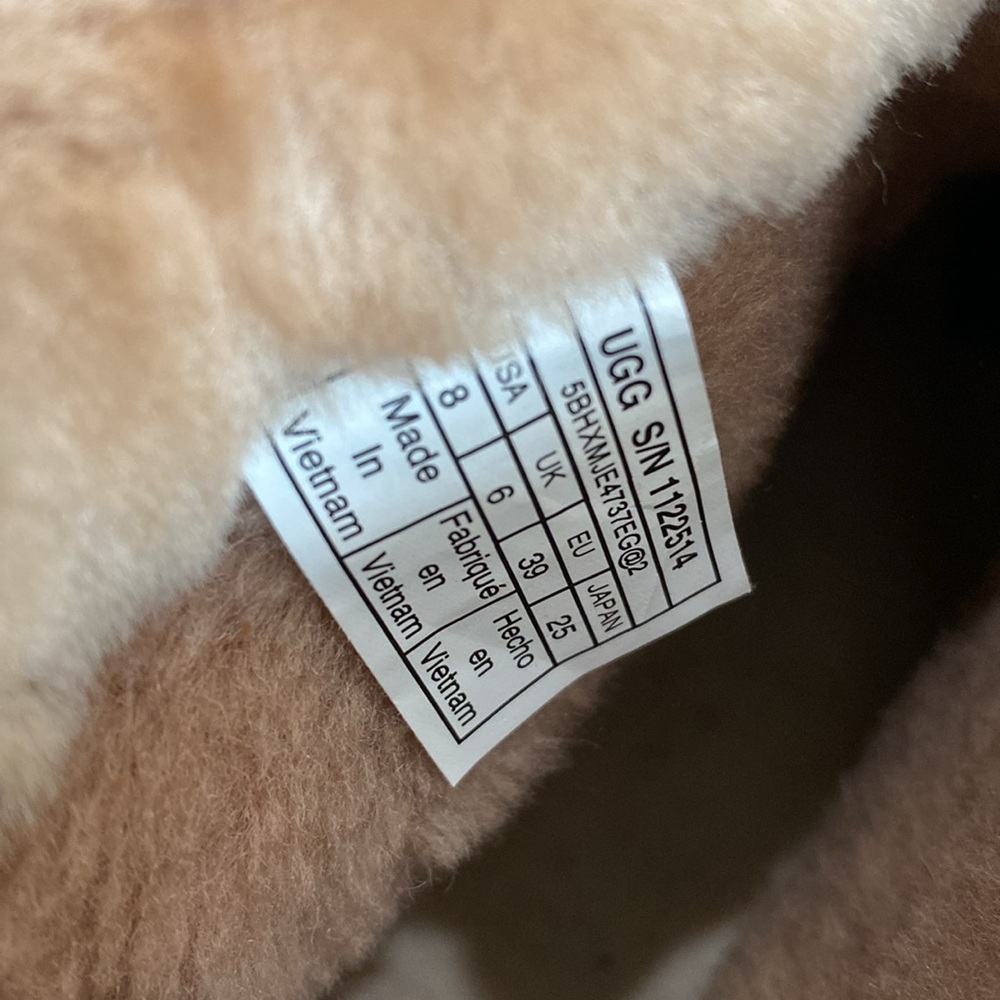 UGG S/N 1122514
5BHXMJE4737EG@2
USA UK EU JAPAN
8 6 39 25
Made In Vietnam
Fabriqué en Vietnam
Hecho en Vietnam